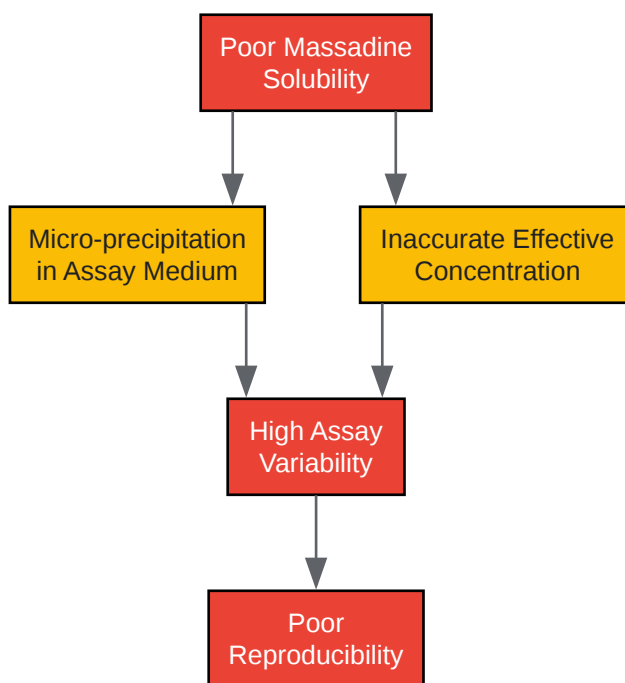 Poor Massadine
Solubility
Micro-precipitation
in Assay Medium
Inaccurate Effective
Concentration
High Assay
Variability
Poor
Reproducibility